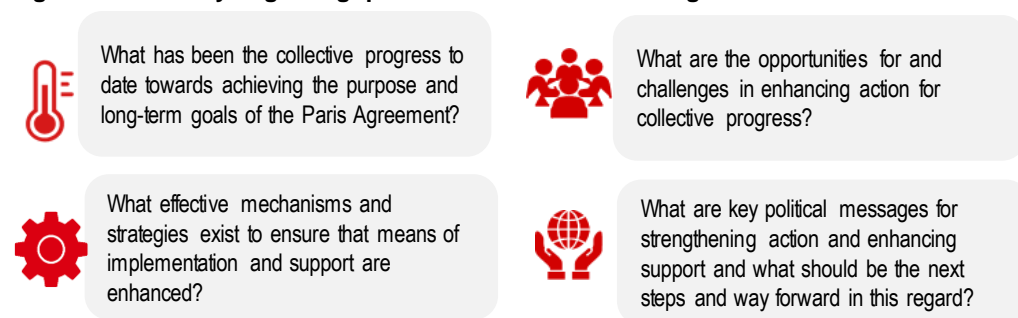 What has been the collective progress to
date towards achieving the purpose and
long-term goals of the Paris Agreement?
What are the opportunities for and
challenges in enhancing action for
collective progress?
What effective mechanisms and
strategies exist to ensure that means of
implementation and support are
enhanced?
What are key political messages for
strengthening action and enhancing
support and what should be the next
steps and way forward in this regard?